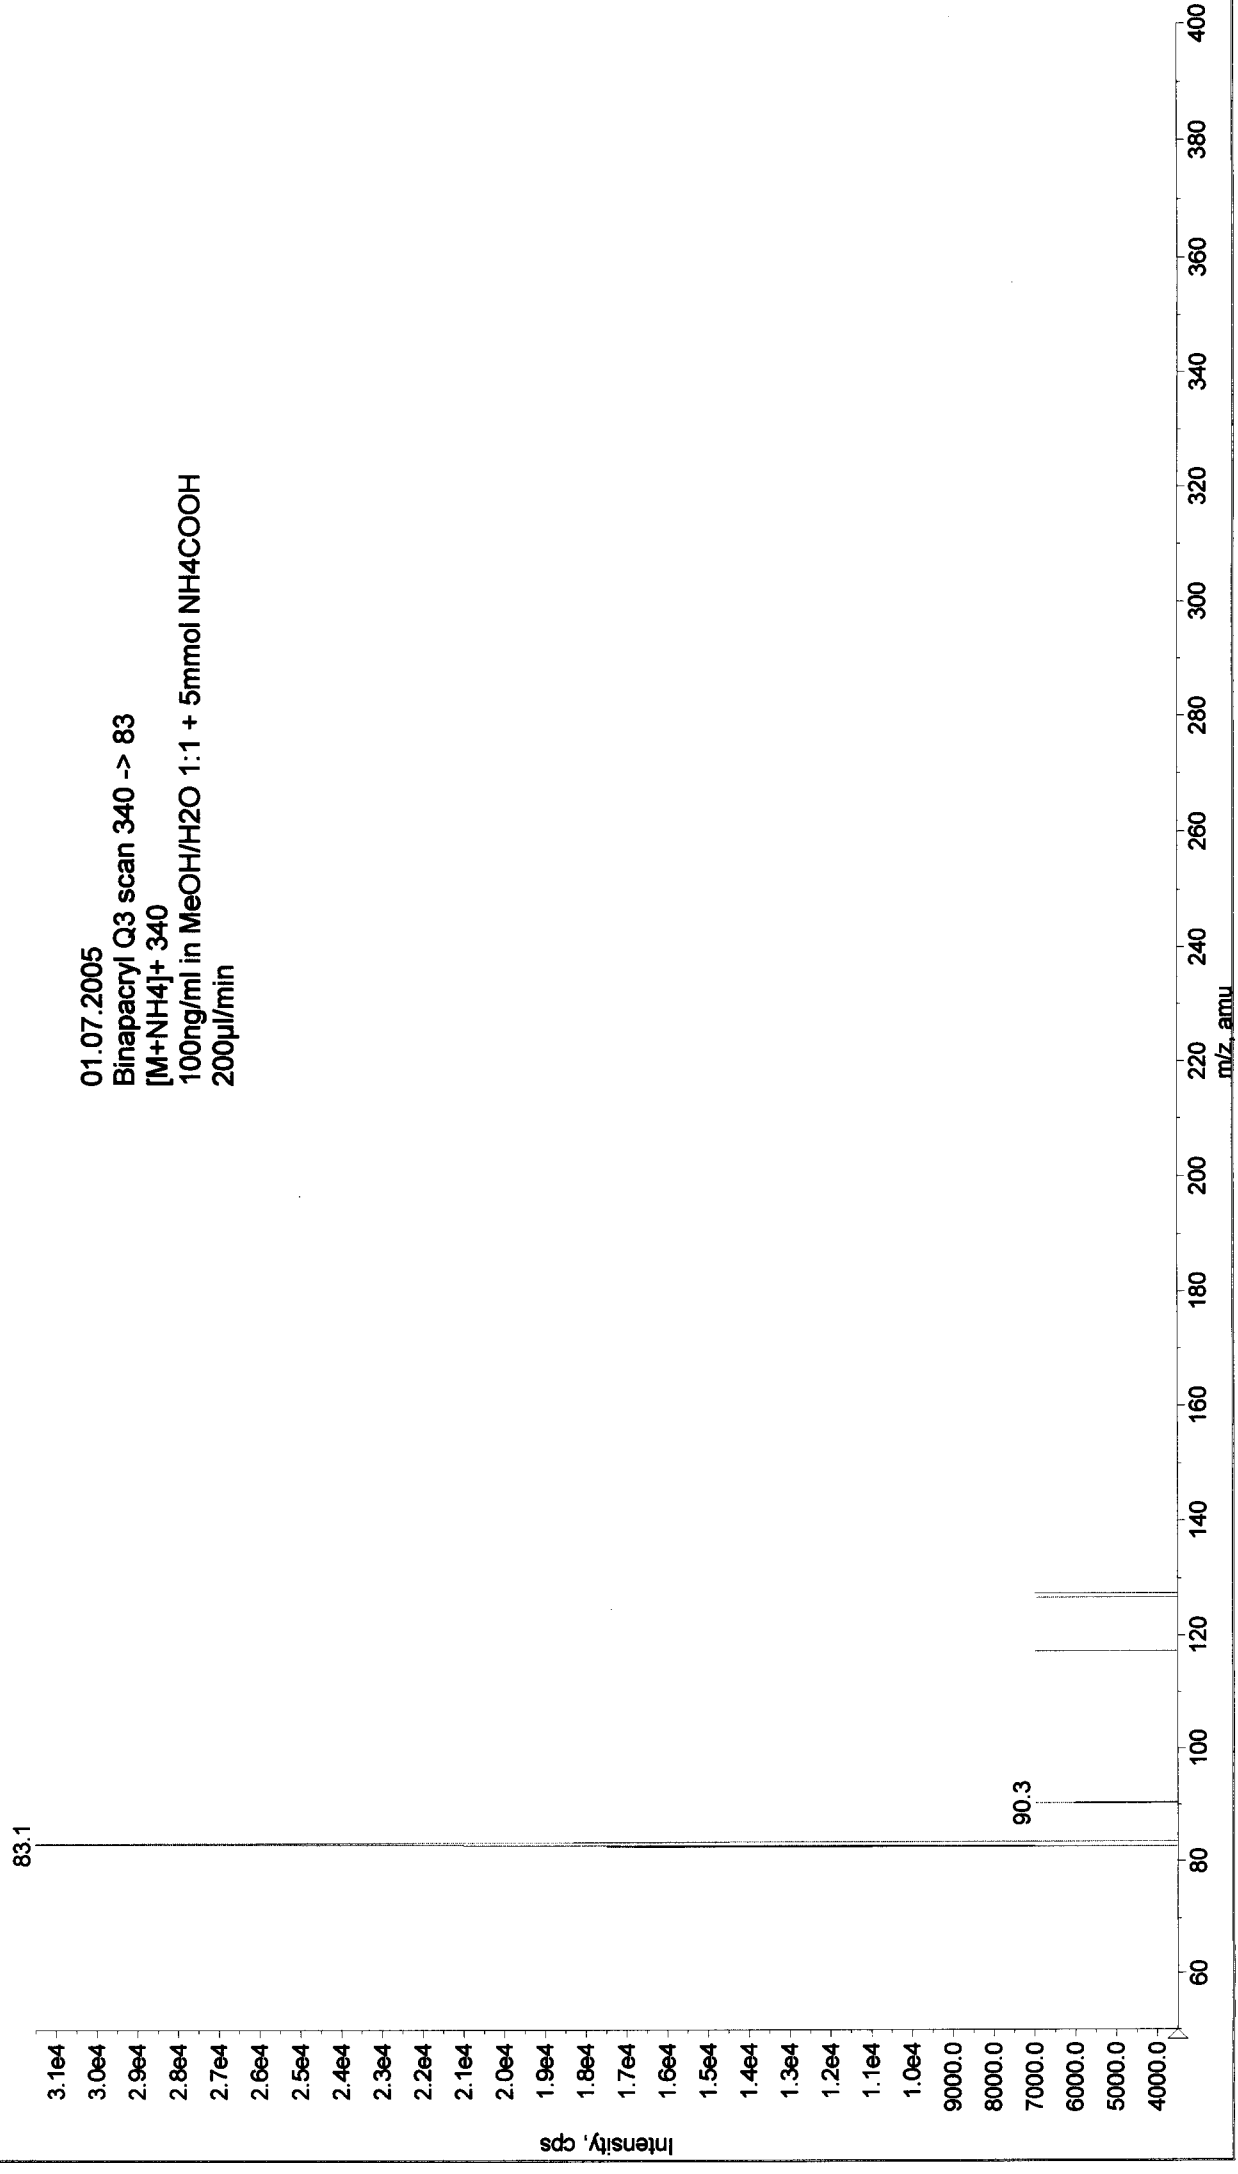 01.07.2005
Binapacryl Q3 scan 340 -> 83
[M+NH4]+ 340
100ng/ml in MeOH/H2O 1:1 + 5mmol NH4COOH
200µl/min
83.1
90.3
3.1e4
3.0e4
2.9e4
2.8e4
2.7e4
2.6e4
2.5e4
2.4e4
2.3e4
2.2e4
2.1e4
2.0e4
1.9e4
1.8e4
1.7e4
1.6e4
1.5e4
1.4e4
1.3e4
1.2e4
1.1e4
1.0e4
9000.0
8000.0
7000.0
6000.0
5000.0
4000.0
Intensity, cps
60 80 100 120 140 160 180 200 220 240 260 280 300 320 340 360 380 400
m/z, amu